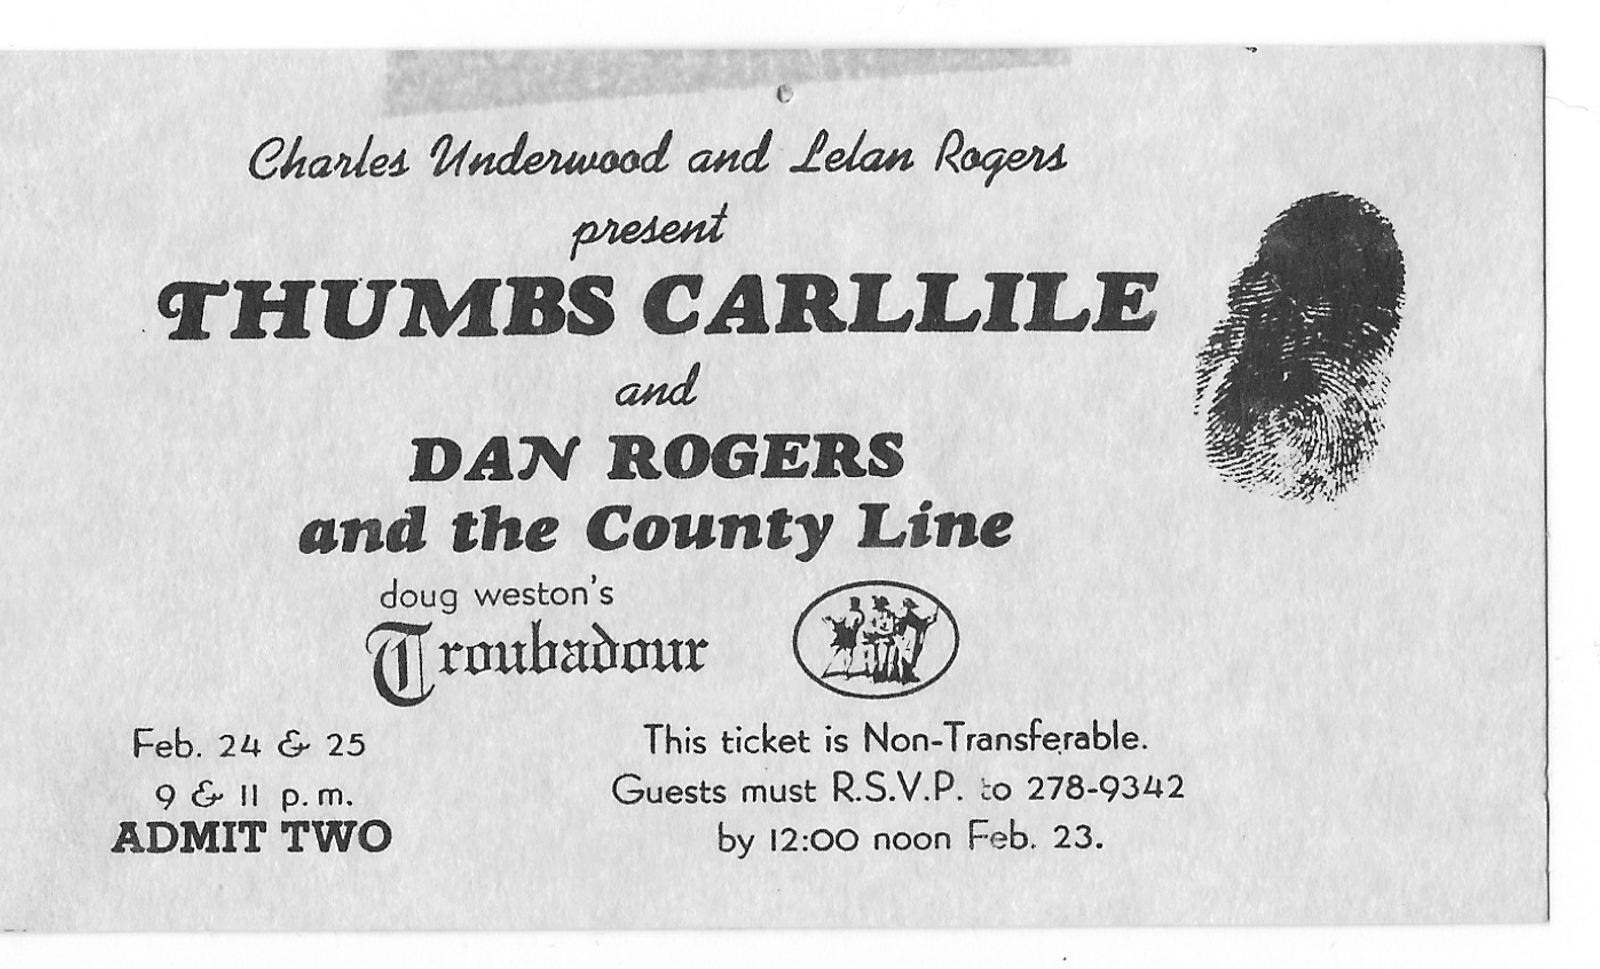 Charles Underwood and Lelan Rogers
present
THUMBS CARLLILE
and
DAN ROGERS
and the County Line
doug weston's
Troubadour
Feb. 24 & 25
9 & 11 p.m.
ADMIT TWO
This ticket is Non-Transferable.
Guests must R.S.V.P. to 278-9342
by 12:00 noon Feb. 23.